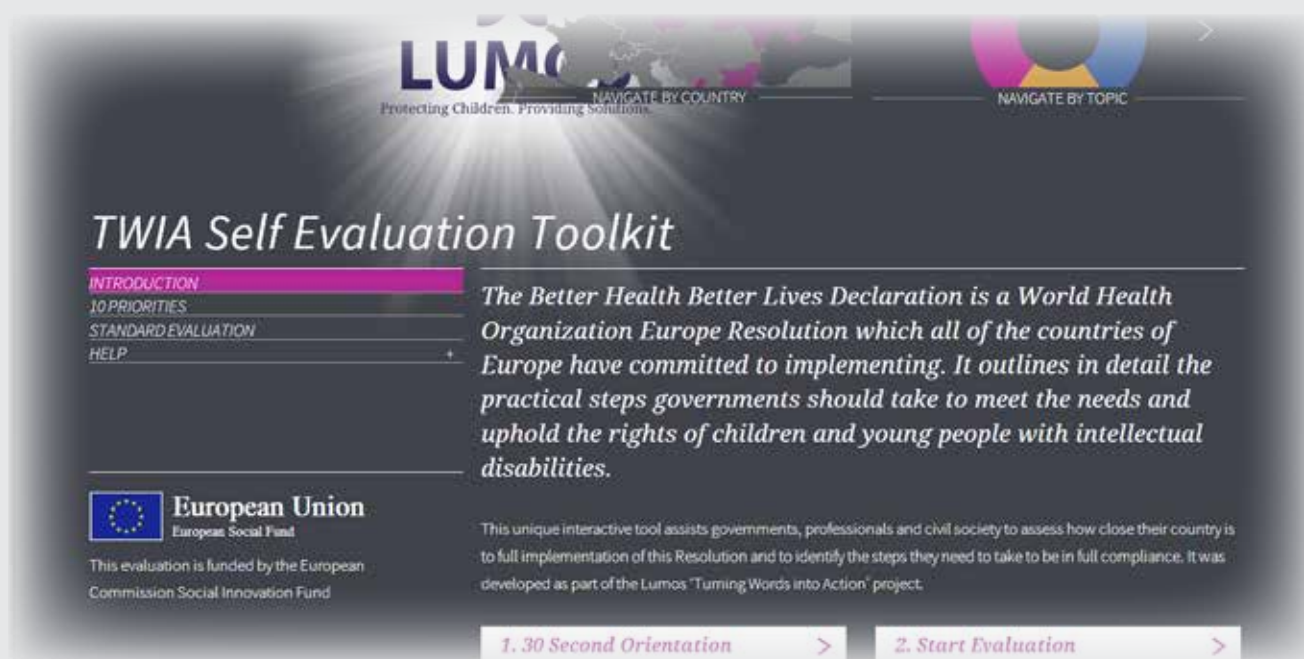 LUMOS
Protecting Children. Providing Solutions.
NAVIGATE BY COUNTRY
NAVIGATE BY TOPIC
TWIA Self Evaluation Toolkit
INTRODUCTION
10 PRIORITIES
STANDARD EVALUATION
HELP +
The Better Health Better Lives Declaration is a World Health
Organization Europe Resolution which all of the countries of
Europe have committed to implementing. It outlines in detail the
practical steps governments should take to meet the needs and
uphold the rights of children and young people with intellectual
disabilities.
European Union
European Social Fund
This evaluation is funded by the European
Commission Social Innovation Fund
This unique interactive tool assists governments, professionals and civil society to assess how close their country is
to full implementation of this Resolution and to identify the steps they need to take to be in full compliance. It was
developed as part of the Lumos 'Turning Words into Action' project.
1. 30 Second Orientation >
2. Start Evaluation >